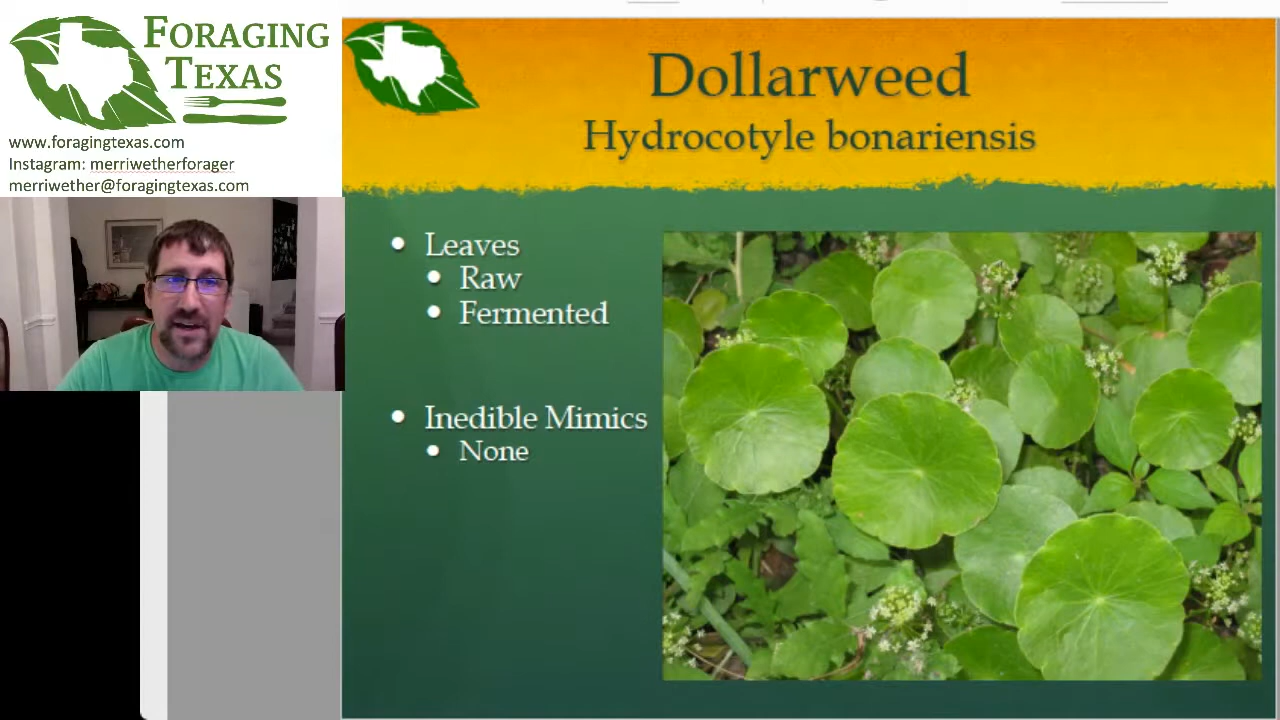 FORAGING
TEXAS
www.foragingtexas.com
Instagram: merriwetherforager
merriwether@foragingtexas.com
Dollarweed
Hydrocotyle bonariensis
• Leaves
• Raw
• Fermented
• Inedible Mimics
• None